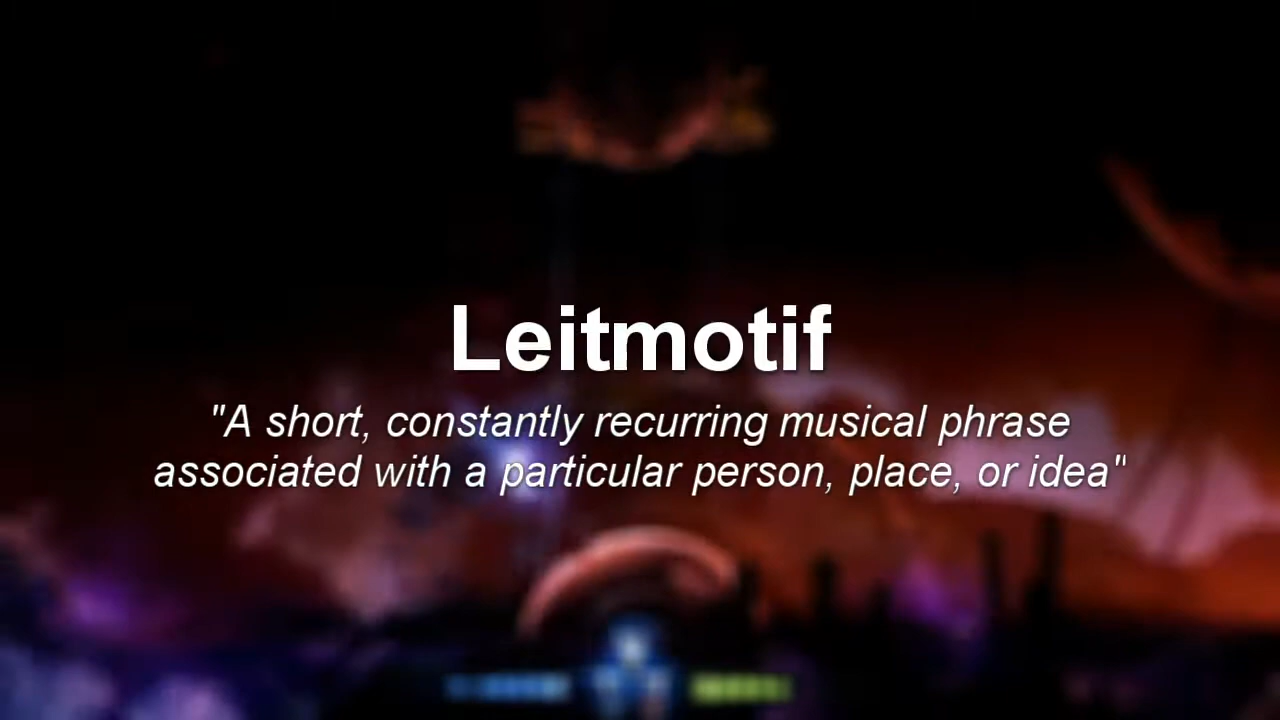 Leitmotif
"A short, constantly recurring musical phrase
associated with a particular person, place, or idea"